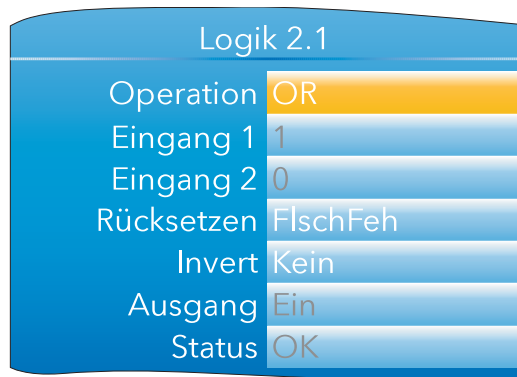 Logik 2.1
Operation OR
Eingang 1 1
Eingang 2 0
Rücksetzen FlschFeh
Invert Kein
Ausgang Ein
Status OK